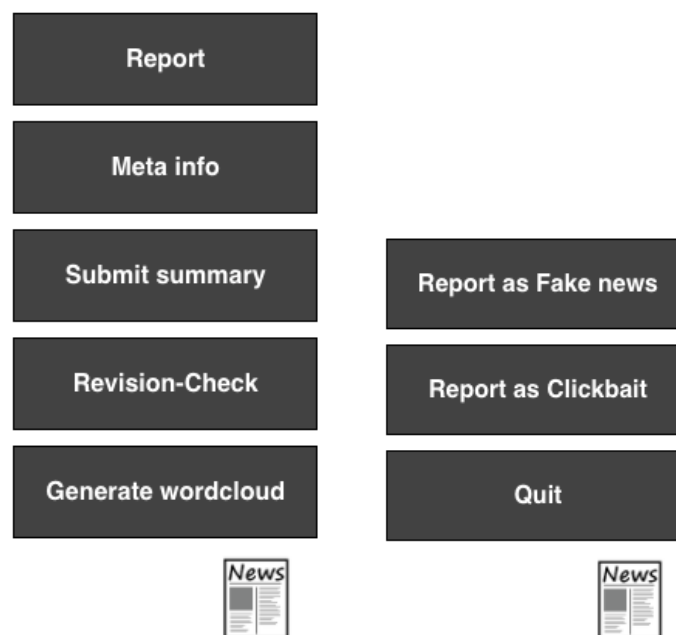 Report
Meta info
Submit summary
Revision-Check
Generate wordcloud
News
Report as Fake news
Report as Clickbait
Quit
News